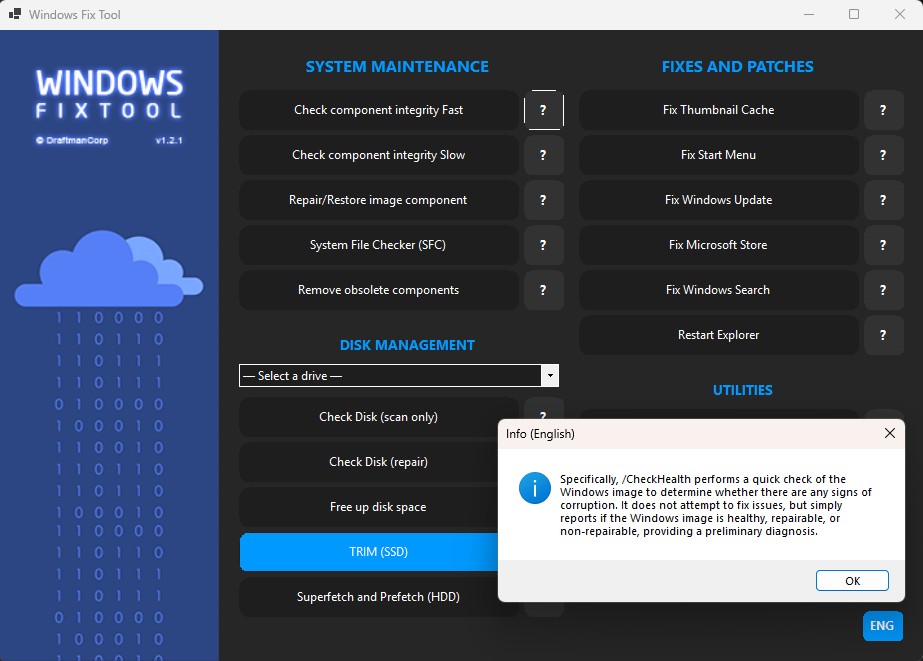 Windows Fix Tool
WINDOWS
FIXTOOL
© DraftmanCorp v1.2.1
1 1 0 0 0 0
1 1 0 1 1 0
1 1 0 1 1 1
1 1 0 1 1 1
0 1 0 0 0 0
1 0 0 0 1
1 1 0 1 1 0
1 1 0 1 1 1
1 1 0 1 1 0
1 0 0 0 0
1 0 0 0 0
1 1 0 1 1 0
1 1 0 1 1 1
1 1 0 1 1 1
0 1 0 0 0 0
1 0 0 1 0
SYSTEM MAINTENANCE
Check component integrity Fast ?
Check component integrity Slow ?
Repair/Restore image component ?
System File Checker (SFC) ?
Remove obsolete components ?
DISK MANAGEMENT
— Select a drive —
Check Disk (scan only) ?
Check Disk (repair)
Free up disk space
TRIM (SSD)
Superfetch and Prefetch (HDD)
FIXES AND PATCHES
Fix Thumbnail Cache ?
Fix Start Menu ?
Fix Windows Update ?
Fix Microsoft Store ?
Fix Windows Search ?
Restart Explorer ?
UTILITIES
Info (English)
Specifically, /CheckHealth performs a quick check of the
Windows image to determine whether there are any signs of
corruption. It does not attempt to fix issues, but simply
reports if the Windows image is healthy, repairable, or
non-repairable, providing a preliminary diagnosis.
OK
ENG